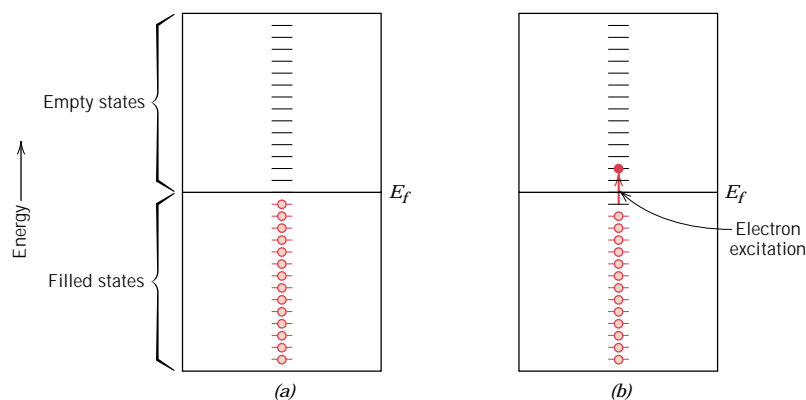 Empty states
Energy
Filled states
E_f
(a)
E_f
Electron
excitation
(b)